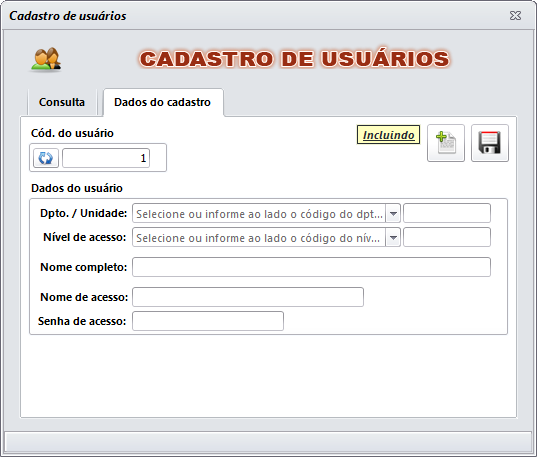 Cadastro de usuários
CADASTRO DE USUÁRIOS
Consulta
Dados do cadastro
Cód. do usuário
Incluindo
1
Dados do usuário
Dpto. / Unidade: Selecione ou informe ao lado o código do dpt...
Nível de acesso: Selecione ou informe ao lado o código do nív...
Nome completo:
Nome de acesso:
Senha de acesso: